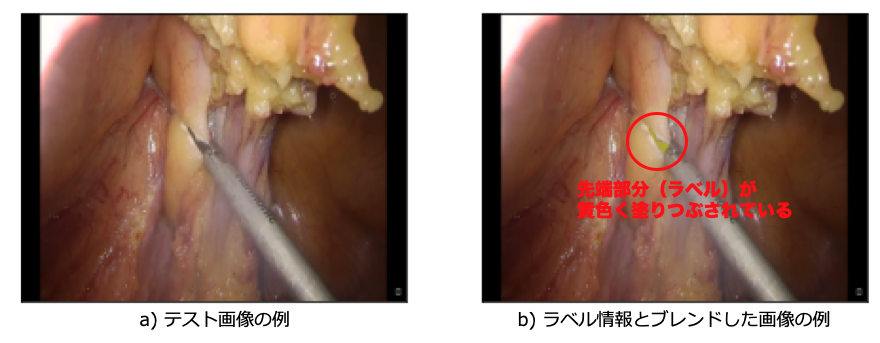 先端部分（ラベル）が
黄色く塗りつぶされている
a) テスト画像の例
b) ラベル情報とブレンドした画像の例